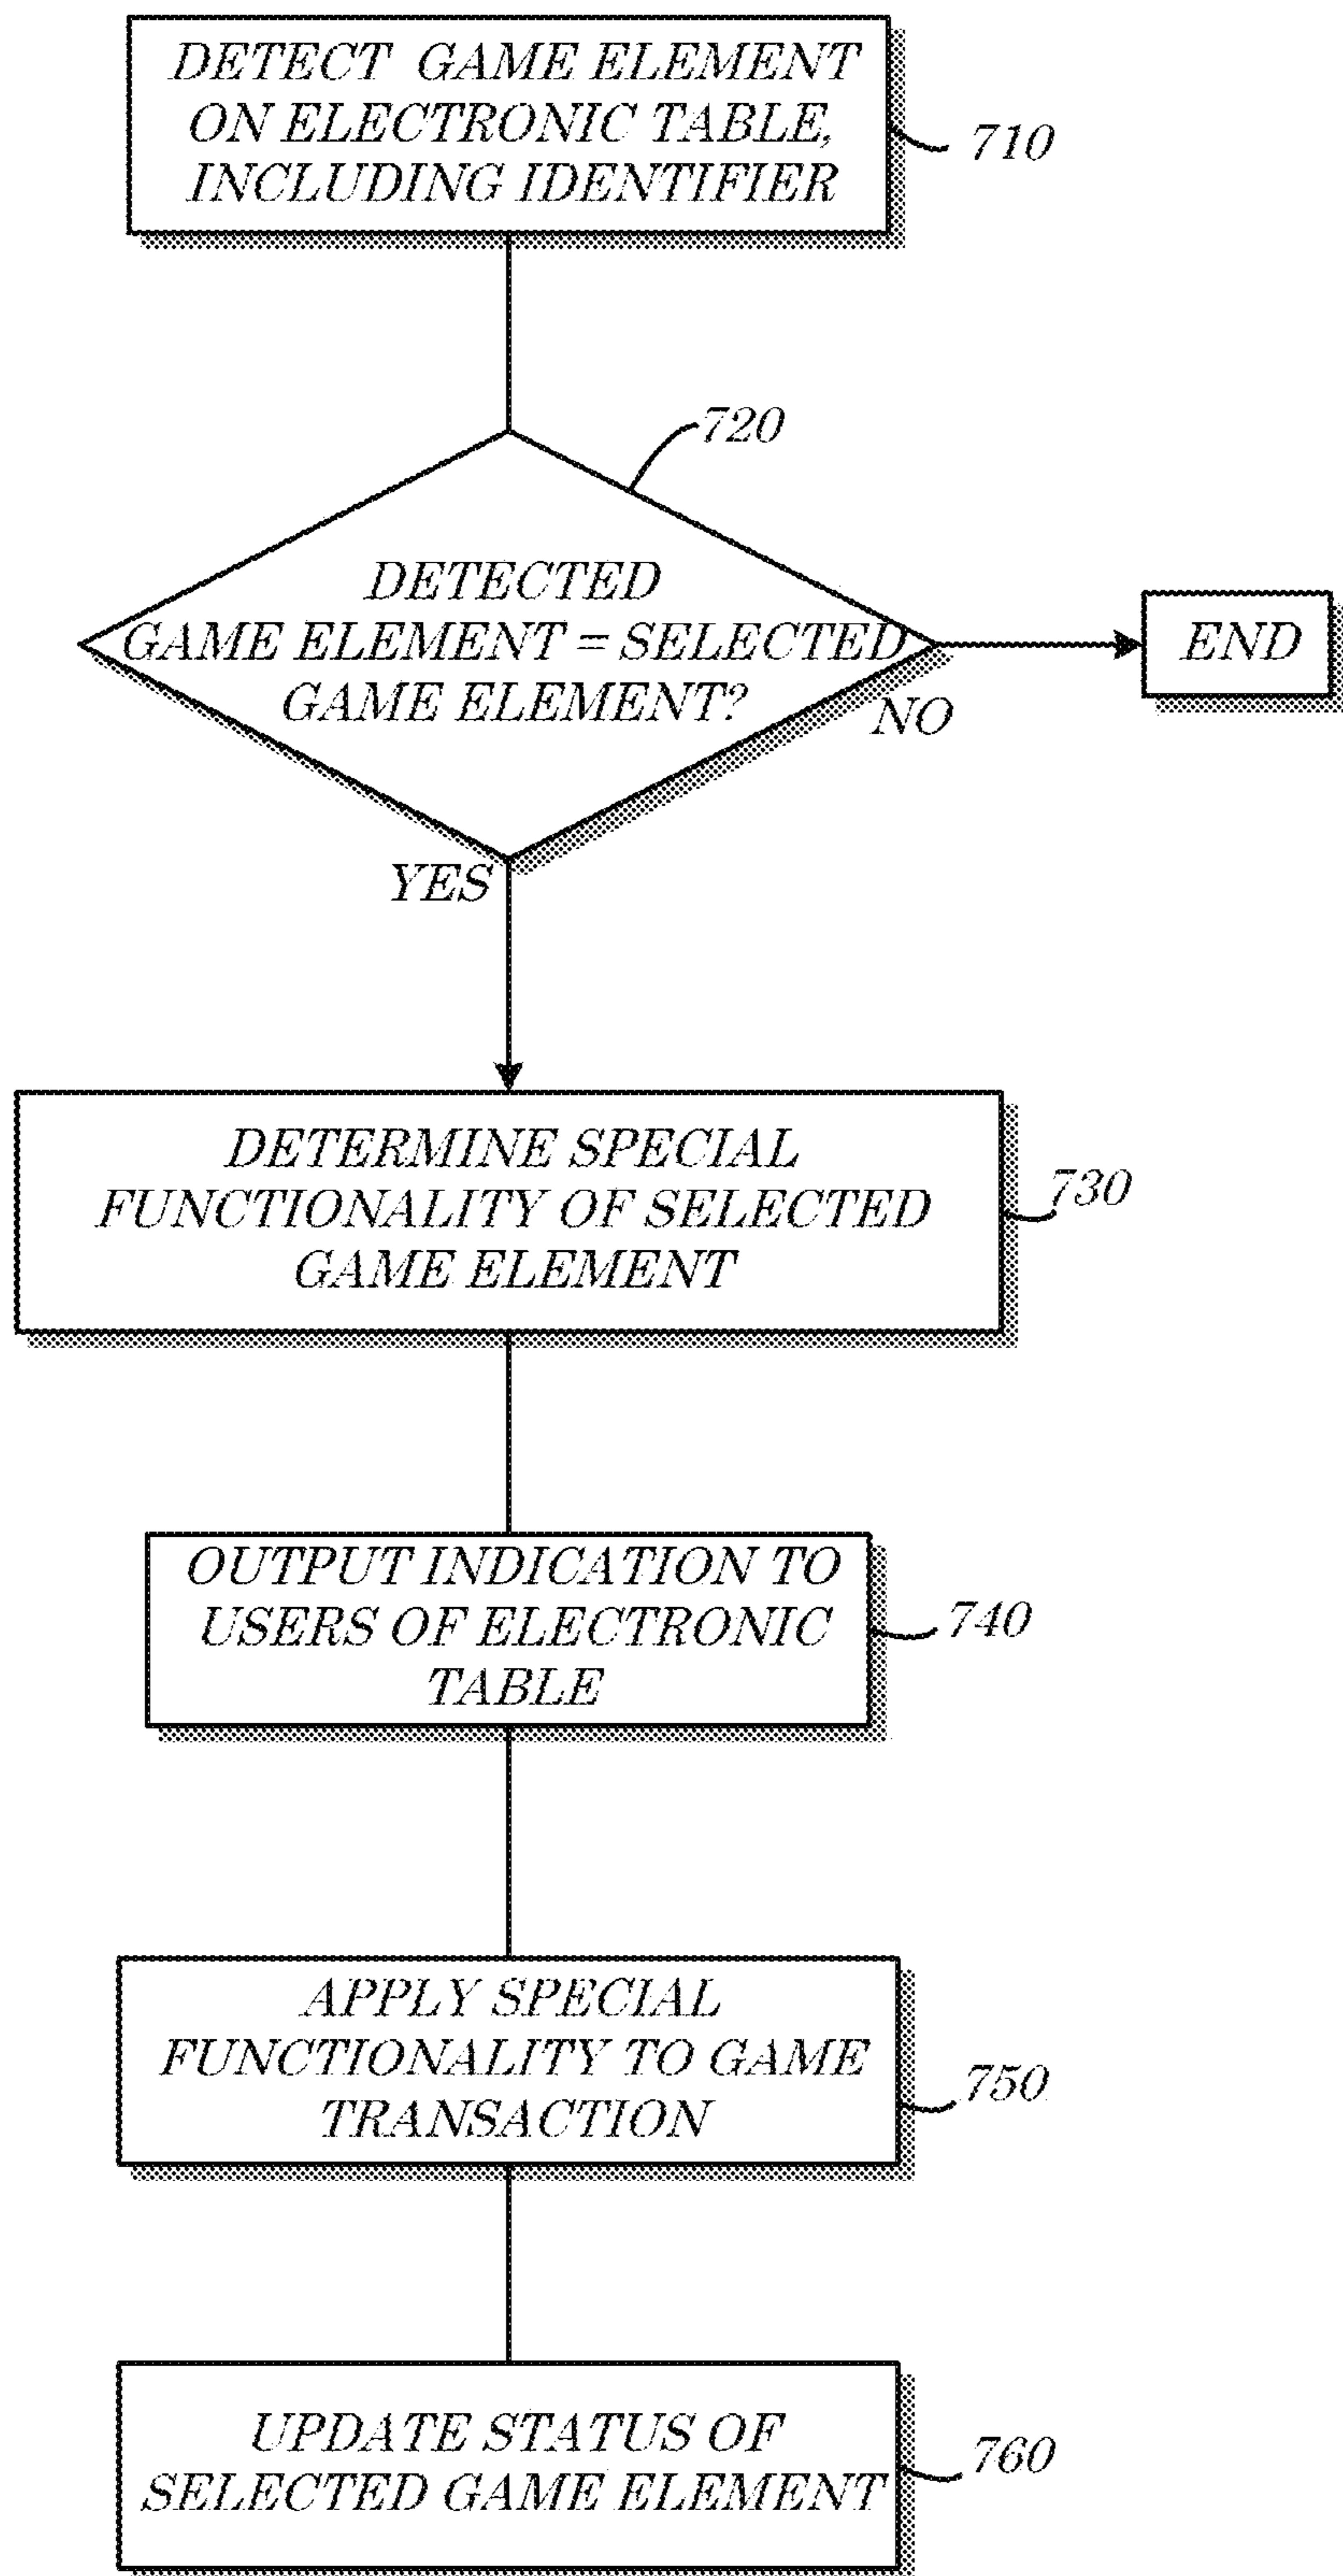 DETECT GAME ELEMENT
ON ELECTRONIC TABLE,
INCLUDING IDENTIFIER
710
720
DETECTED
GAME ELEMENT = SELECTED
GAME ELEMENT?
END
NO
YES
DETERMINE SPECIAL
FUNCTIONALITY OF SELECTED
GAME ELEMENT
730
OUTPUT INDICATION TO
USERS OF ELECTRONIC
TABLE
740
APPLY SPECIAL
FUNCTIONALITY TO GAME
TRANSACTION
750
UPDATE STATUS OF
SELECTED GAME ELEMENT
760